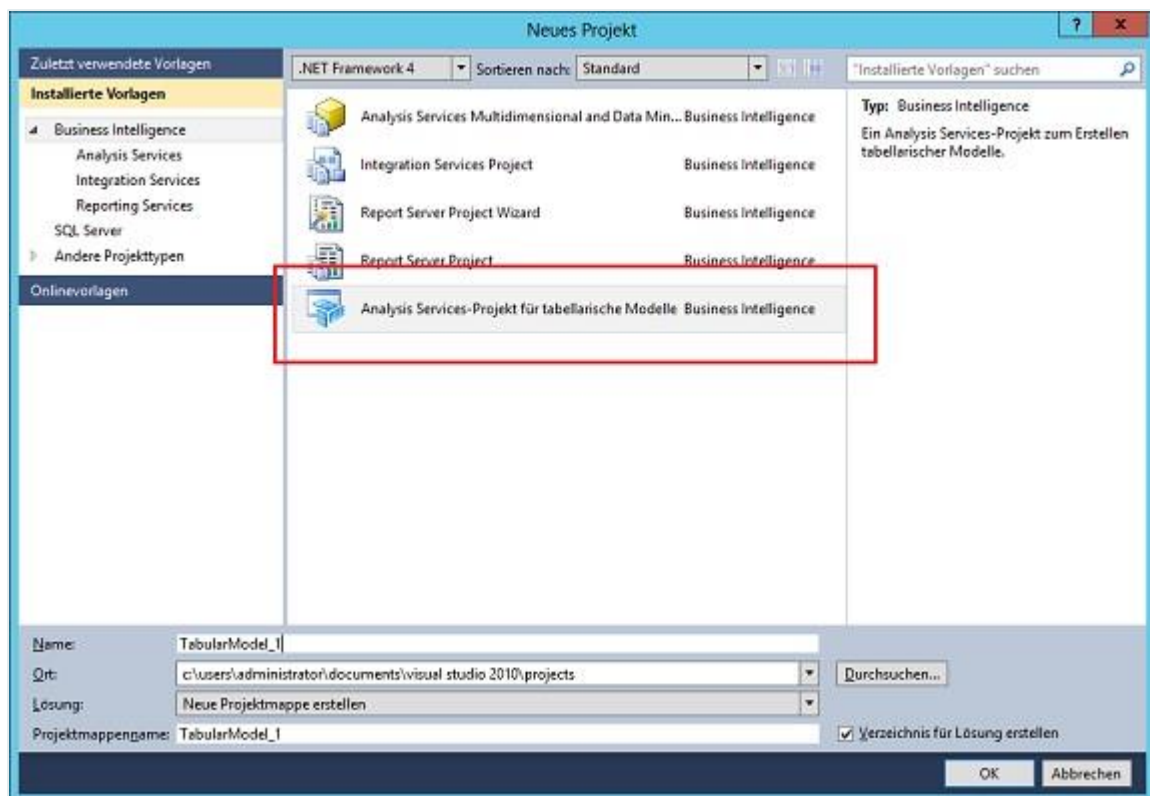 Neues Projekt
? x
Zuletzt verwendete Vorlagen
.NET Framework 4 Sortieren nach: Standard
"Installierte Vorlagen" suchen
Installierte Vorlagen
Business Intelligence
Analysis Services
Integration Services
Reporting Services
SQL Server
Andere Projekttypen
Onlinevorlagen
Analysis Services Multidimensional and Data Min... Business Intelligence
Integration Services Project Business Intelligence
Report Server Project Wizard Business Intelligence
Report Server Project Business Intelligence
Analysis Services-Projekt für tabellarische Modelle Business Intelligence
Typ: Business Intelligence
Ein Analysis Services-Projekt zum Erstellen
tabellarischer Modelle.
Name: TabularModel_1
Ort: c:\users\administrator\documents\visual studio 2010\projects Durchsuchen...
Lösung: Neue Projektmappe erstellen
Projektmappenname: TabularModel_1 Verzeichnis für Lösung erstellen
OK Abbrechen